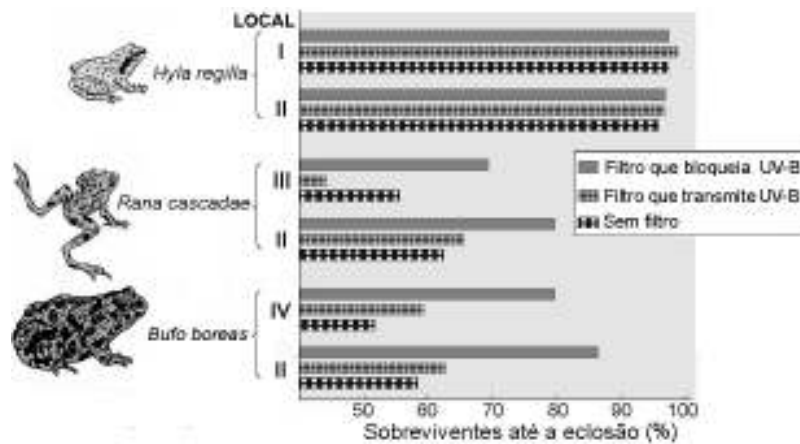 LOCAL
Hyla regilla
I
II
Rana cascadae
III
II
Bufo boreas
IV
II
Filtro que bloqueia UV-B
Filtro que transmite UV-B
Sem filtro
50 60 70 80 90 100
Sobreviventes até a eclosão (%)